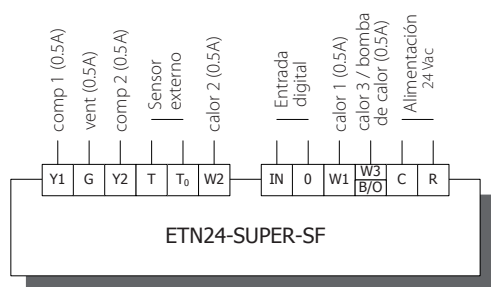 comp 1 (0.5A)
vent (0.5A)
comp 2 (0.5A)
Sensor
externo
calor 2 (0.5A)
Entrada
digital
calor 1 (0.5A)
calor 3 / bomba
de calor (0.5A)
Alimentación
24 Vac
Y1 G Y2 T T₀ W2 IN 0 W1 W3 B/O C R
ETN24-SUPER-SF